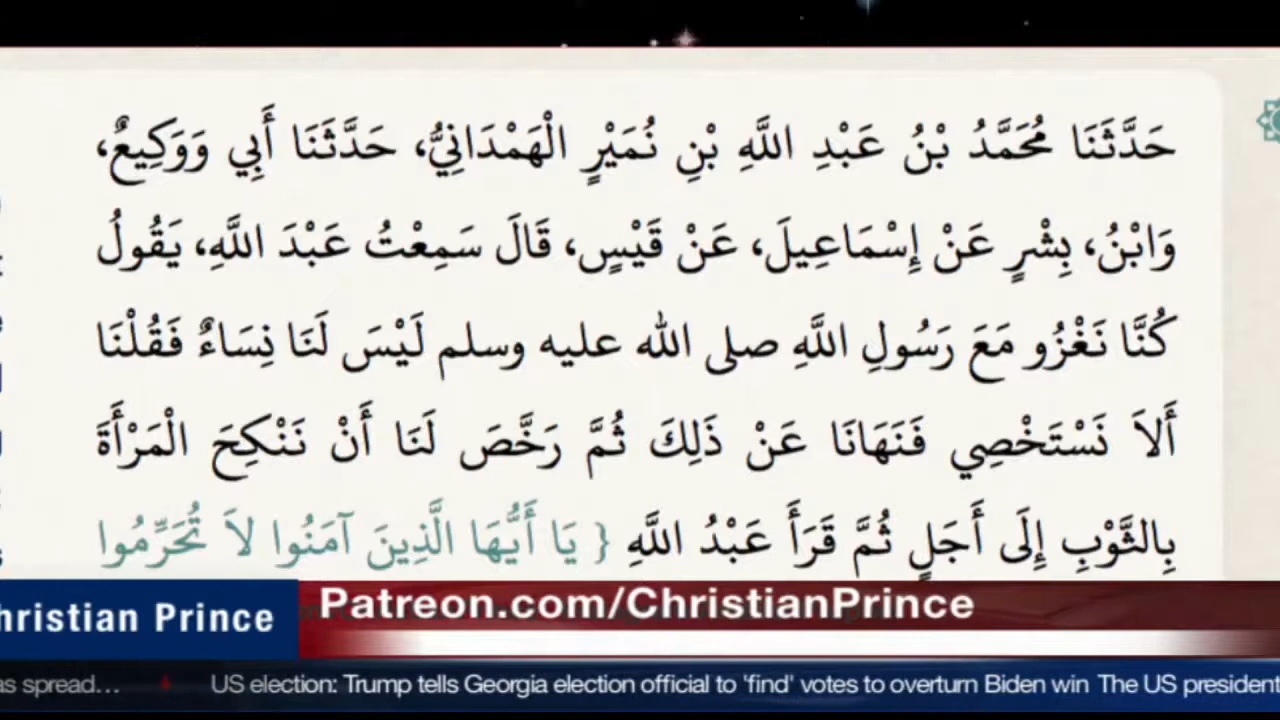 حَدَّثَنَا مُحَمَّدُ بْنُ عَبْدِ اللَّهِ بْنِ نُمَيْرٍ الْهَمْدَانِيُّ، حَدَّثَنَا أَبِي وَوَكِيعٌ،
وَابْنُ، بِشْرٍ عَنْ إِسْمَاعِيلَ، عَنْ قَيْسٍ، قَالَ سَمِعْتُ عَبْدَ اللَّهِ، يَقُولُ
كُنَّا نَغْزُو مَعَ رَسُولِ اللَّهِ صلى الله عليه وسلم لَيْسَ لَنَا نِسَاءٌ فَقُلْنَا
أَلاَ نَسْتَخْصِي فَنَهَانَا عَنْ ذَلِكَ ثُمَّ رَخَّصَ لَنَا أَنْ نَنْكِحَ الْمَرْأَةَ
بِالثَّوْبِ إِلَى أَجَلٍ ثُمَّ قَرَأَ عَبْدُ اللَّهِ { يَا أَيُّهَا الَّذِينَ آمَنُوا لاَ تُحَرِّمُوا
hristian Prince
Patreon.com/ChristianPrince
as spread... US election: Trump tells Georgia election official to 'find' votes to overturn Biden win The US president